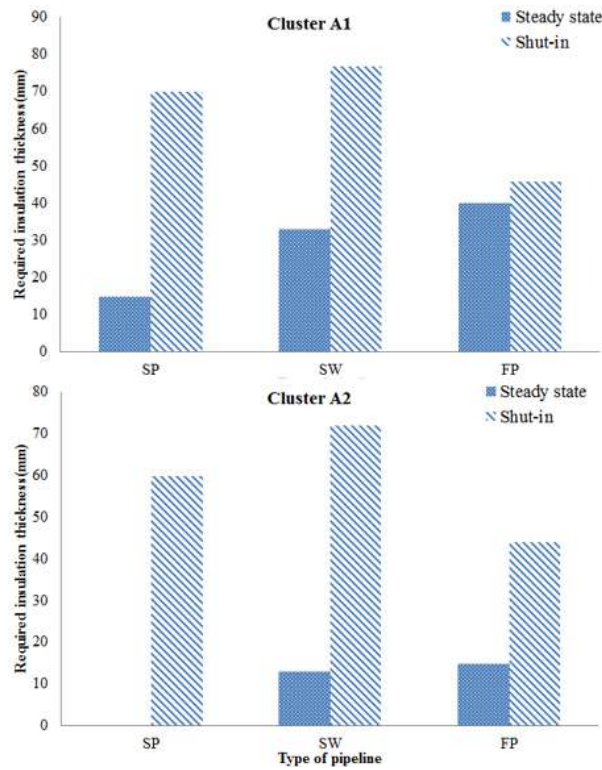 Cluster A1
Steady state
Shut-in
Required insulation thickness(mm)
90
80
70
60
50
40
30
20
10
0
SP SW FP
Cluster A2
Steady state
Shut-in
Required insulation thickness(mm)
80
70
60
50
40
30
20
10
0
SP SW FP
Type of pipeline